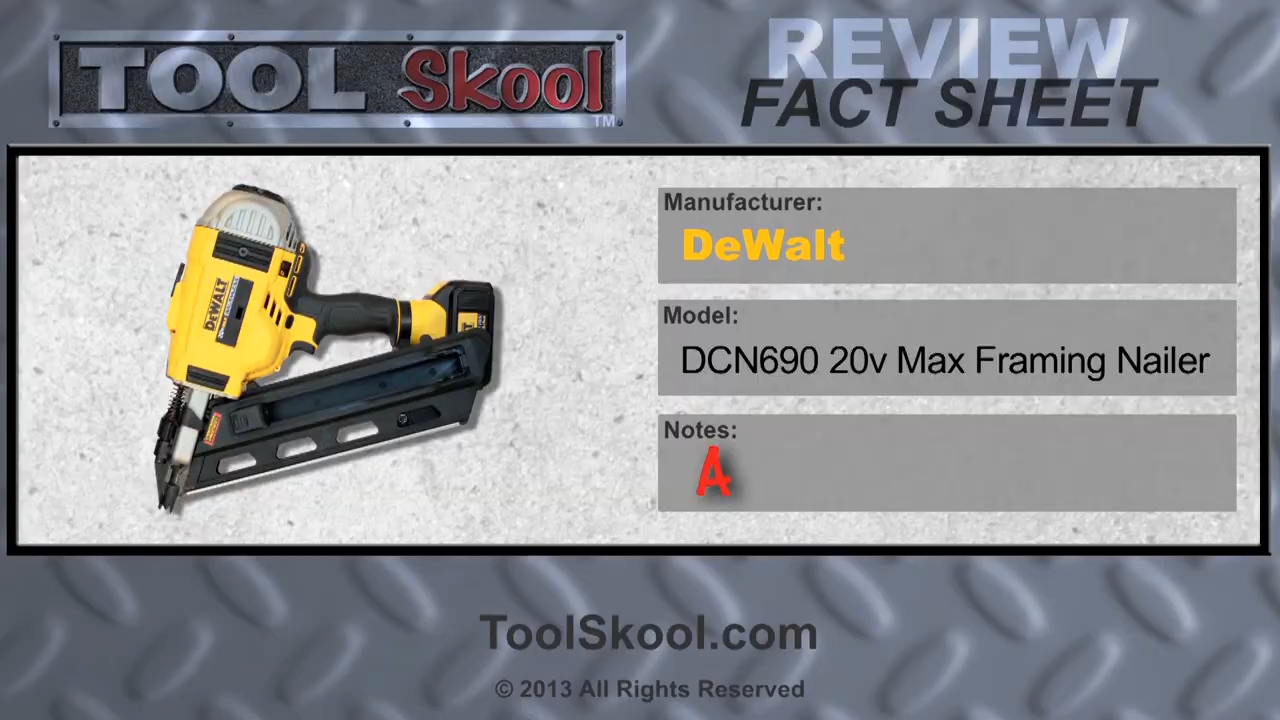 TOOL Skool
TM
REVIEW
FACT SHEET
Manufacturer:
DeWalt
Model:
DCN690 20v Max Framing Nailer
Notes:
A
DEWALT
ToolSkool.com
© 2013 All Rights Reserved